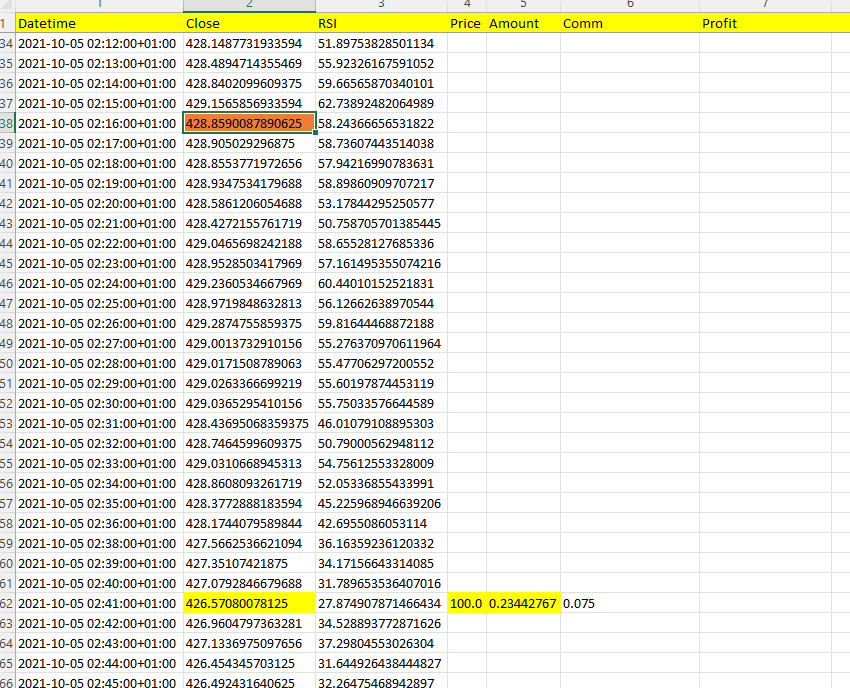 1 2 3 4 5 6 7
1 Datetime Close RSI Price Amount Comm Profit
34 2021-10-05 02:12:00+01:00 428.1487731933594 51.89753828501134
35 2021-10-05 02:13:00+01:00 428.4894714355469 55.92326167591052
36 2021-10-05 02:14:00+01:00 428.8402099609375 59.66565870340101
37 2021-10-05 02:15:00+01:00 429.1565856933594 62.73892482064989
38 2021-10-05 02:16:00+01:00 428.8590087890625 58.24366656531822
39 2021-10-05 02:17:00+01:00 428.905029296875 58.73607443514038
40 2021-10-05 02:18:00+01:00 428.8553771972656 57.94216990783631
41 2021-10-05 02:19:00+01:00 428.9347534179688 58.89860909707217
42 2021-10-05 02:20:00+01:00 428.5861206054688 53.17844295250577
43 2021-10-05 02:21:00+01:00 428.4272155761719 50.758705701385445
44 2021-10-05 02:22:00+01:00 429.0465698242188 58.65528127685336
45 2021-10-05 02:23:00+01:00 428.9528503417969 57.161495355074216
46 2021-10-05 02:24:00+01:00 429.2360534667969 60.44010152521831
47 2021-10-05 02:25:00+01:00 428.9719848632813 56.12662638970544
48 2021-10-05 02:26:00+01:00 429.2874755859375 59.81644468872188
49 2021-10-05 02:27:00+01:00 429.0013732910156 55.276370970611964
50 2021-10-05 02:28:00+01:00 429.0171508789063 55.47706297200552
51 2021-10-05 02:29:00+01:00 429.0263366699219 55.60197874453119
52 2021-10-05 02:30:00+01:00 429.0365295410156 55.75033576644589
53 2021-10-05 02:31:00+01:00 428.43695068359375 46.01079108895303
54 2021-10-05 02:32:00+01:00 428.7464599609375 50.79000562948112
55 2021-10-05 02:33:00+01:00 429.0310668945313 54.75612553328009
56 2021-10-05 02:34:00+01:00 428.8608093261719 52.05336855433991
57 2021-10-05 02:35:00+01:00 428.3772888183594 45.225968946639206
58 2021-10-05 02:36:00+01:00 428.1744079589844 42.6955086053114
59 2021-10-05 02:38:00+01:00 427.5662536621094 36.16359236120332
60 2021-10-05 02:39:00+01:00 427.35107421875 34.17156643314085
61 2021-10-05 02:40:00+01:00 427.0792846679688 31.789653536407016
62 2021-10-05 02:41:00+01:00 426.57080078125 27.874907871466434 100.0 0.23442767 0.075
63 2021-10-05 02:42:00+01:00 426.9604797363281 34.528893772871626
64 2021-10-05 02:43:00+01:00 427.1336975097656 37.29804553026304
65 2021-10-05 02:44:00+01:00 426.454345703125 31.644926438444827
66 2021-10-05 02:45:00+01:00 426.492431640625 32.26475468942897